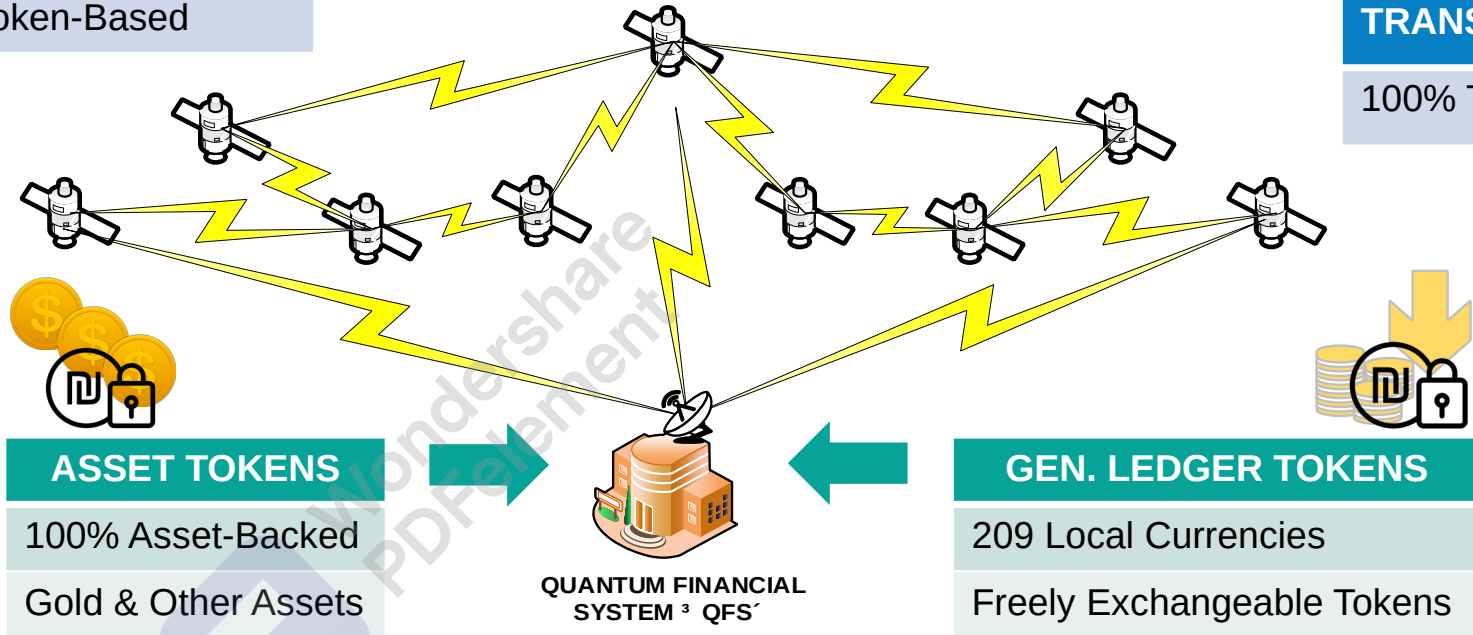 Token-Based
TRANS
100% T
ASSET TOKENS
100% Asset-Backed
Gold & Other Assets
QUANTUM FINANCIAL
SYSTEM ³ QFS´
GEN. LEDGER TOKENS
209 Local Currencies
Freely Exchangeable Tokens
Wondershare
PDFelement